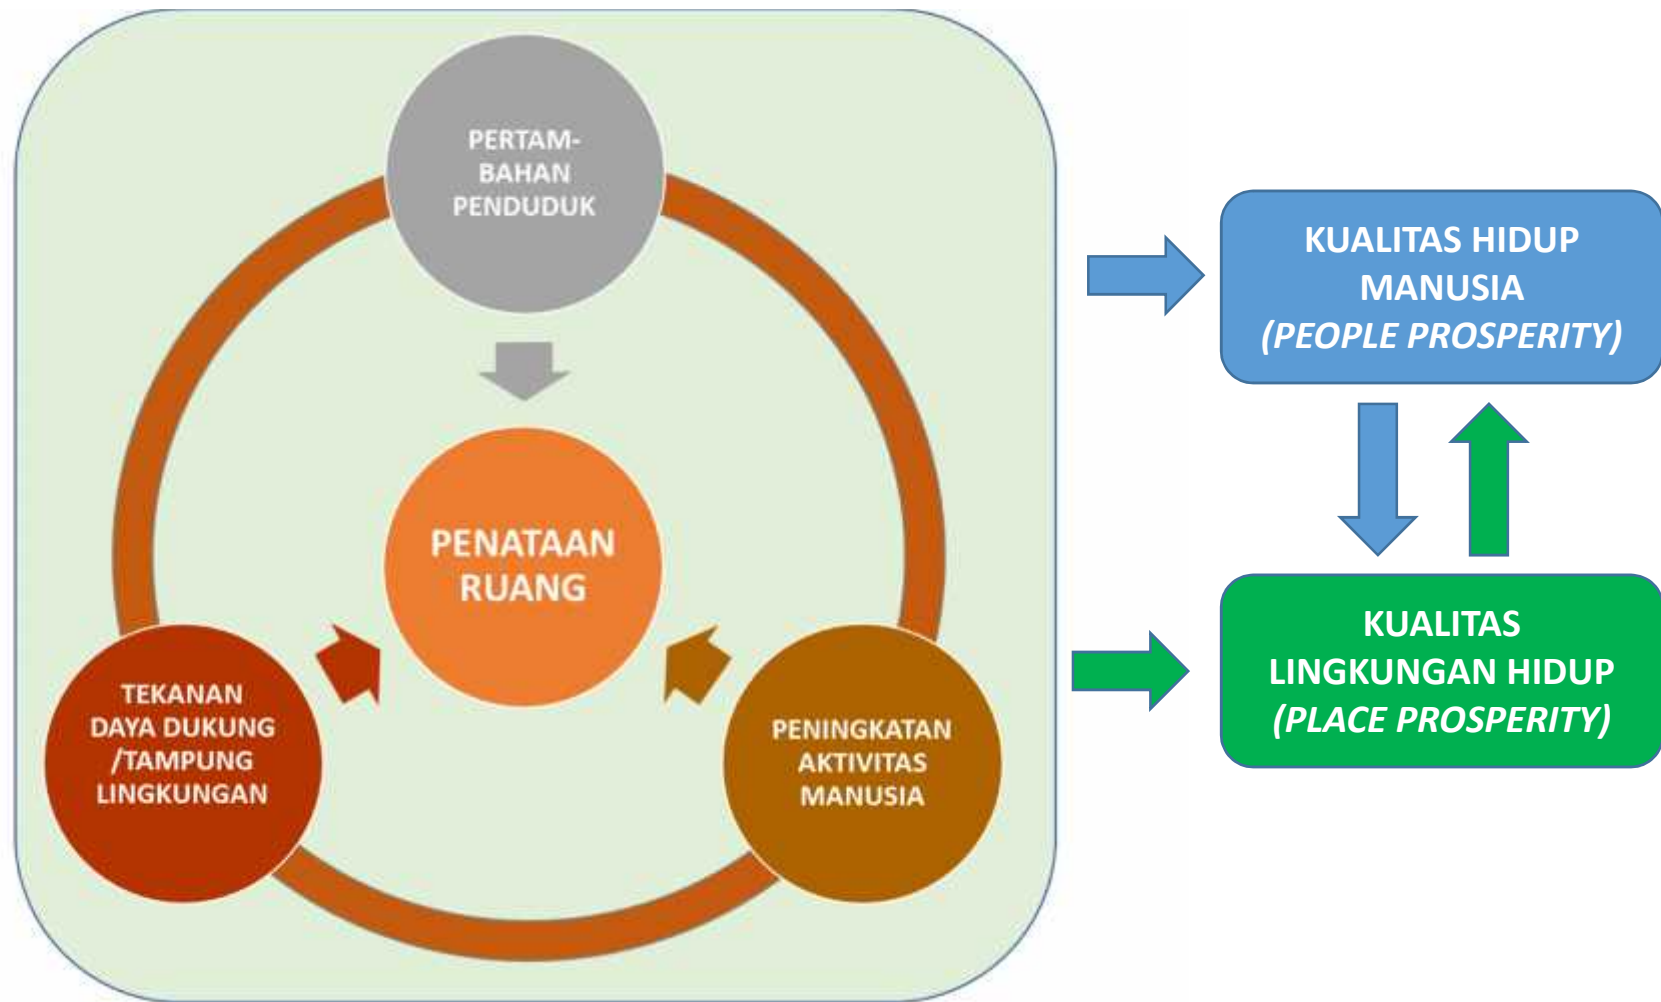 PERTAM-
BAHAN
PENDUDUK
PENATAAN
RUANG
TEKANAN
DAYA DUKUNG
/TAMPUNG
LINGKUNGAN
PENINGKATAN
AKTIVITAS
MANUSIA
KUALITAS HIDUP
MANUSIA
(PEOPLE PROSPERITY)
KUALITAS
LINGKUNGAN HIDUP
(PLACE PROSPERITY)